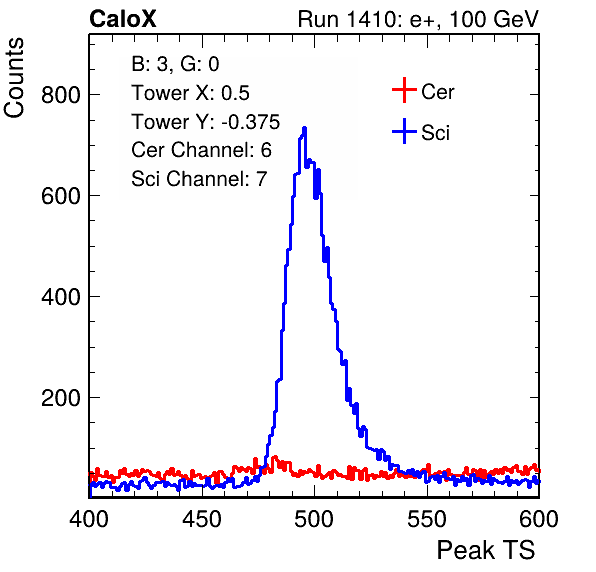 CaloX
Run 1410: e+, 100 GeV
Counts
B: 3, G: 0
Tower X: 0.5
Tower Y: -0.375
Cer Channel: 6
Sci Channel: 7
Cer
Sci
800
600
400
200
400 450 500 550 600
Peak TS